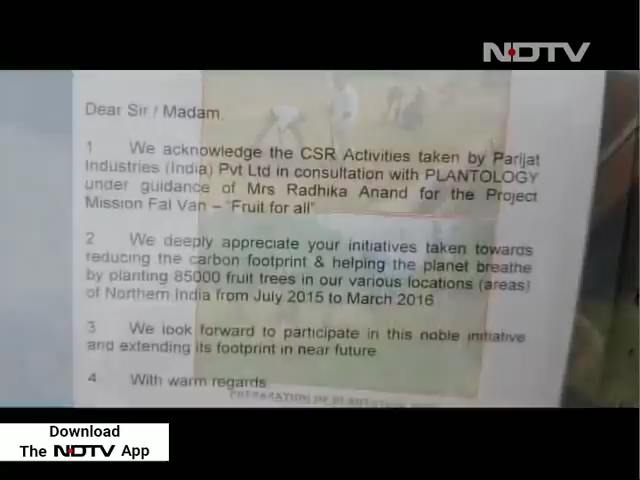 NDTV
Dear Sir / Madam,
1 We acknowledge the CSR Activities taken by Parijat
Industries (India) Pvt Ltd in consultation with PLANTOLOGY
under guidance of Mrs Radhika Anand for the Project
Mission Fal Van – "Fruit for all"
2 We deeply appreciate your initiatives taken towards
reducing the carbon footprint & helping the planet breathe
by planting 85000 fruit trees in our various locations (areas)
of Northern India from July 2015 to March 2016
3 We look forward to participate in this noble initiative
and extending its footprint in near future
4 With warm regards
PREPARATION OF
Download
The NDTV App